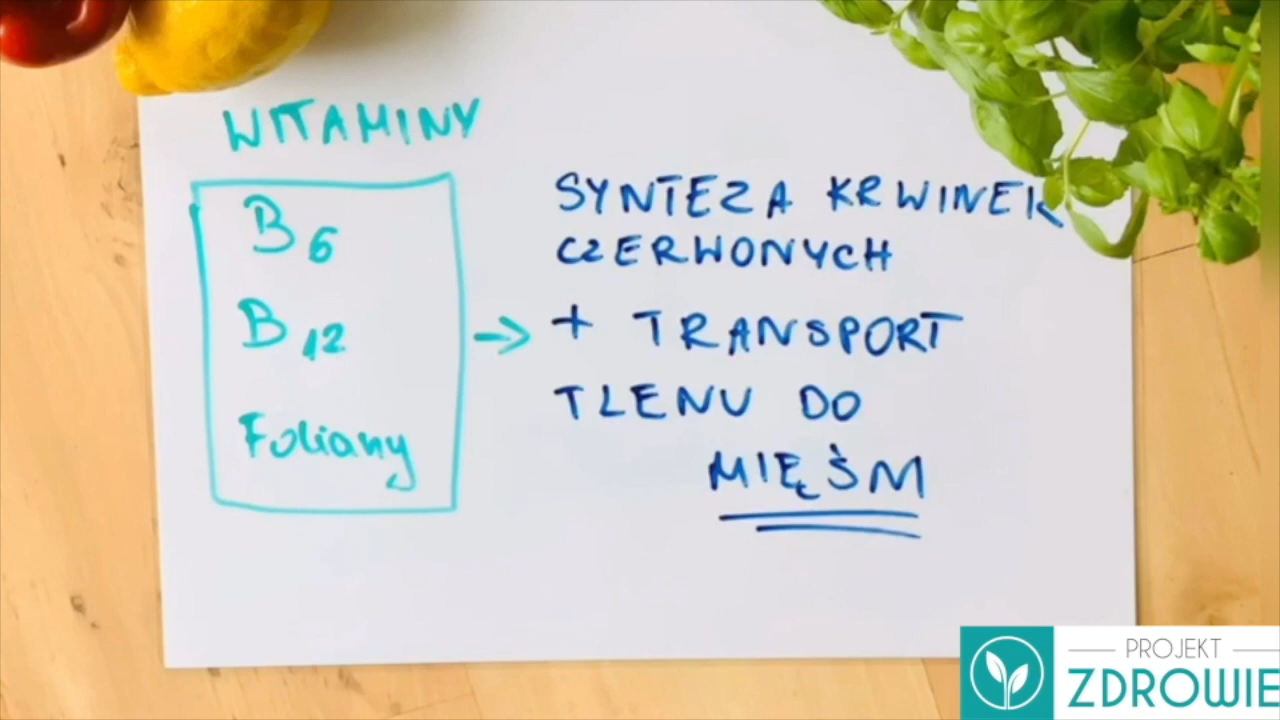 WITAMINY
B6
B12
Foliany
SYNTEZA KRWINEK
CZERWONYCH
+ TRANSPORT
TLENU DO
MIĘŚM
PROJEKT
ZDROWIE